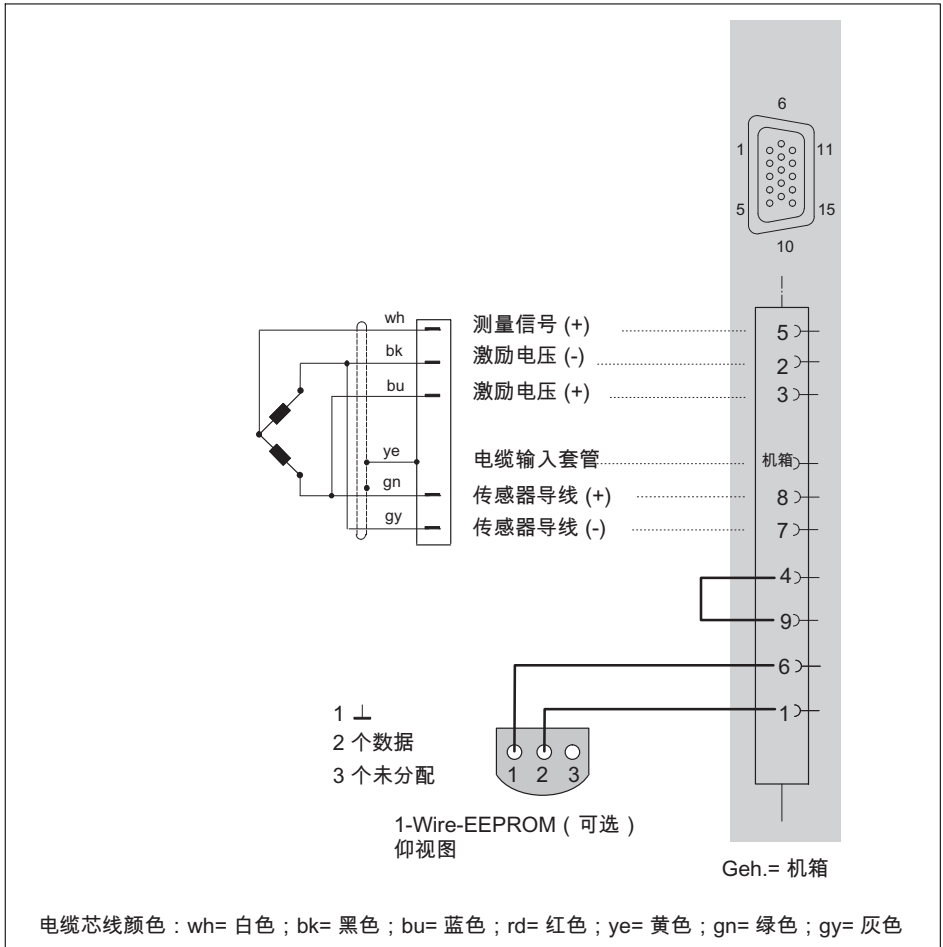 6
1
11
5
15
10
wh 测量信号 (+) 5
bk 激励电压 (-) 2
bu 激励电压 (+) 3
ye 电缆输入套管 机箱
gn 传感器导线 (+) 8
gy 传感器导线 (-) 7
4
9
6
1
1 ⊥
2 个数据
3 个未分配
1 2 3
1-Wire-EEPROM ( 可选 )
仰视图
Geh.= 机箱
电缆芯线颜色 : wh= 白色 ; bk= 黑色 ; bu= 蓝色 ; rd= 红色 ; ye= 黄色 ; gn= 绿色 ; gy= 灰色